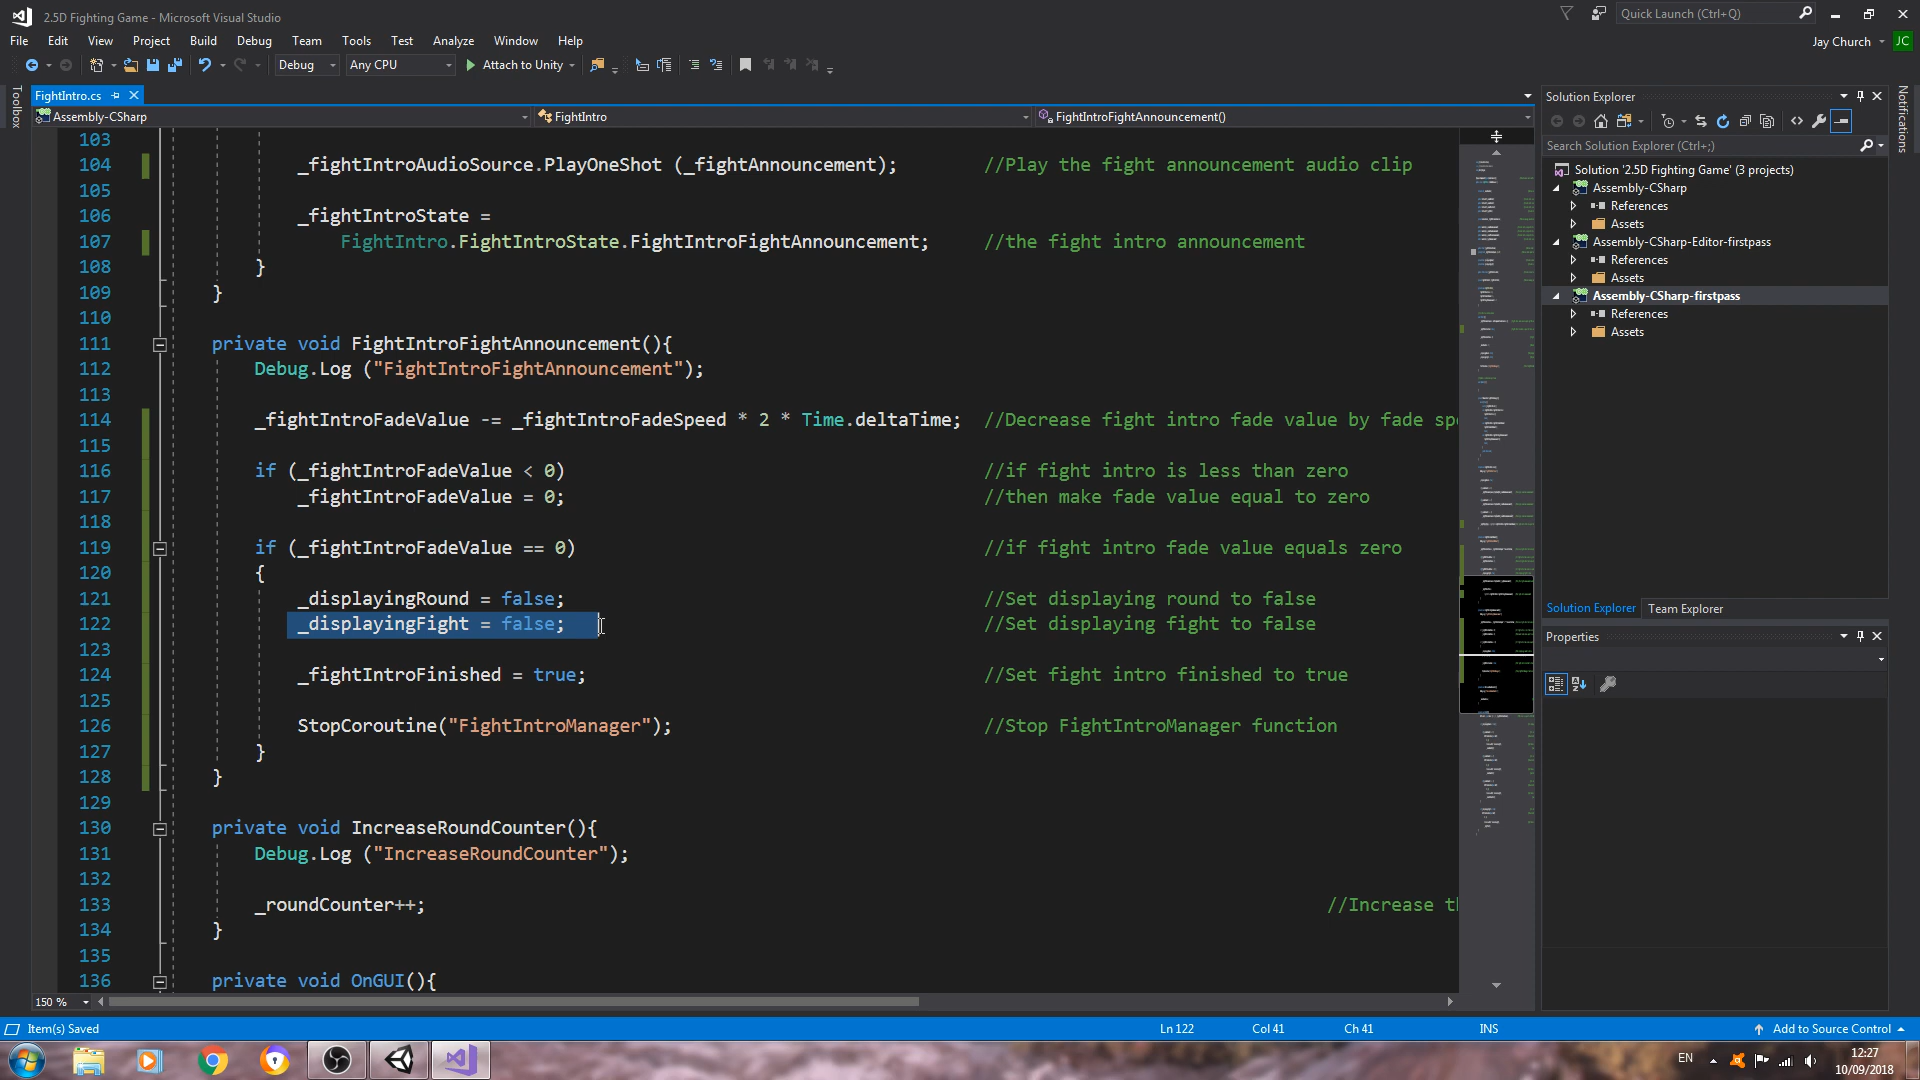 2.5D Fighting Game - Microsoft Visual Studio
Quick Launch (Ctrl+Q)
File Edit View Project Build Debug Team Tools Test Analyze Window Help
Jay Church JC
Debug Any CPU Attach to Unity
Toolbox
FightIntro.cs
Assembly-CSharp FightIntro FightIntroFightAnnouncement()
103
104 _fightIntroAudioSource.PlayOneShot (_fightAnnouncement); //Play the fight announcement audio clip
105
106 _fightIntroState =
107 FightIntro.FightIntroState.FightIntroFightAnnouncement; //the fight intro announcement
108 }
109 }
110
111 private void FightIntroFightAnnouncement(){
112 Debug.Log ("FightIntroFightAnnouncement");
113
114 _fightIntroFadeValue -= _fightIntroFadeSpeed * 2 * Time.deltaTime; //Decrease fight intro fade value by fade sp
115
116 if (_fightIntroFadeValue < 0) //if fight intro is less than zero
117 _fightIntroFadeValue = 0; //then make fade value equal to zero
118
119 if (_fightIntroFadeValue == 0) //if fight intro fade value equals zero
120 {
121 _displayingRound = false; //Set displaying round to false
122 _displayingFight = false; //Set displaying fight to false
123
124 _fightIntroFinished = true; //Set fight intro finished to true
125
126 StopCoroutine("FightIntroManager"); //Stop FightIntroManager function
127 }
128 }
129
130 private void IncreaseRoundCounter(){
131 Debug.Log ("IncreaseRoundCounter");
132
133 _roundCounter++; //Increase t
134 }
135
136 private void OnGUI(){
150 %
Solution Explorer
Search Solution Explorer (Ctrl+;)
Solution '2.5D Fighting Game' (3 projects)
Assembly-CSharp
References
Assets
Assembly-CSharp-Editor-firstpass
References
Assets
Assembly-CSharp-firstpass
References
Assets
Solution Explorer Team Explorer
Properties
Notifications
Item(s) Saved Ln 122 Col 41 Ch 41 INS Add to Source Control
EN 12:27
10/09/2018